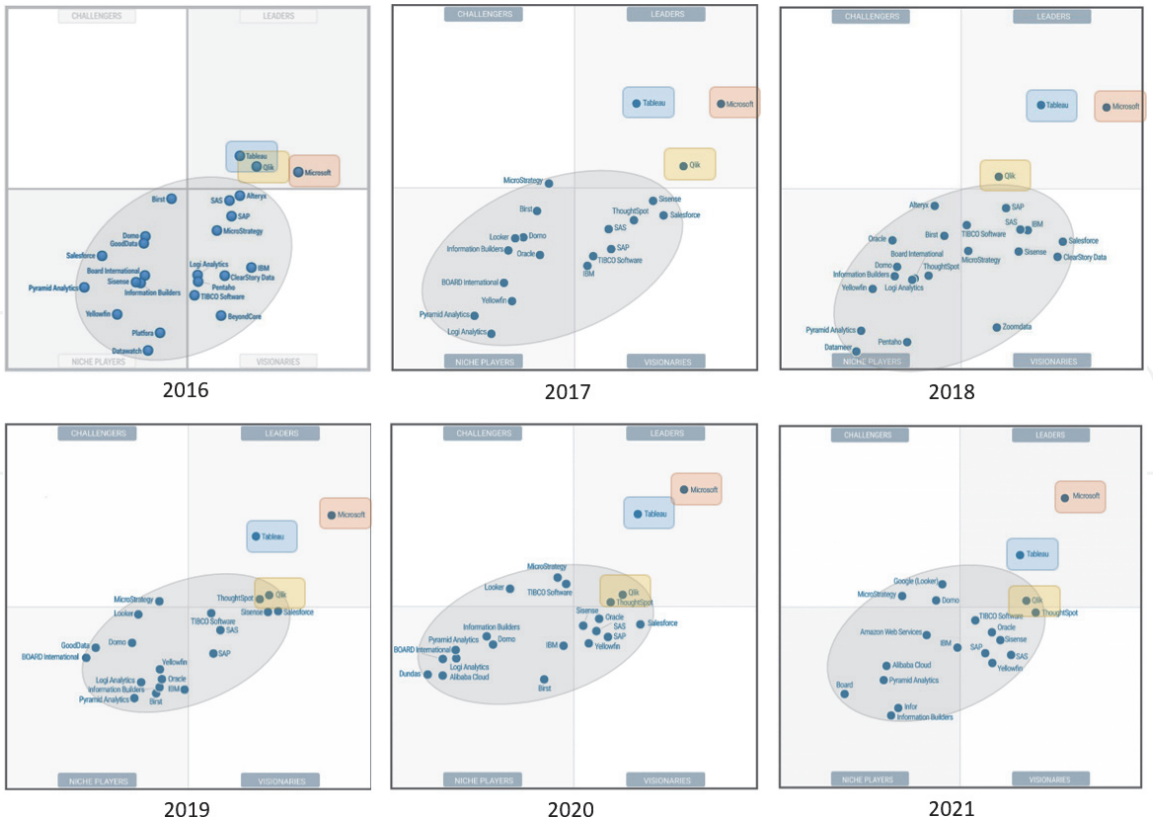 CHALLENGERS
LEADERS
Tableau
Qlik
Microsoft
Birst
SAS
Alteryx
SAP
MicroStrategy
Domo
GoodData
Salesforce
Logi Analytics
IBM
Board International
ClearStory Data
Sisense
Pentaho
Pyramid Analytics
Information Builders
TIBCO Software
Yellowfin
BeyondCore
Platfora
Datawatch
NICHE PLAYERS
VISIONARIES
2016
CHALLENGERS
LEADERS
Tableau
Microsoft
Qlik
MicroStrategy
Sisense
Birst
ThoughtSpot
Salesforce
SAS
Looker
Domo
Information Builders
Oracle
SAP
TIBCO Software
IBM
BOARD International
Yellowfin
Pyramid Analytics
Logi Analytics
NICHE PLAYERS
VISIONARIES
2017
CHALLENGERS
LEADERS
Tableau
Microsoft
Qlik
Alteryx
SAP
SAS
IBM
TIBCO Software
Birst
Oracle
Salesforce
Board International
MicroStrategy
Sisense
ClearStory Data
Domo
ThoughtSpot
Information Builders
Logi Analytics
Yellowfin
Zoomdata
Pyramid Analytics
Pentaho
Datameer
NICHE PLAYERS
VISIONARIES
2018
CHALLENGERS
LEADERS
Microsoft
Tableau
Qlik
ThoughtSpot
MicroStrategy
Sisense
Salesforce
Looker
TIBCO Software
SAS
Domo
GoodData
BOARD International
SAP
Yellowfin
Logi Analytics
Oracle
Information Builders
IBM
Pyramid Analytics
Birst
NICHE PLAYERS
VISIONARIES
2019
CHALLENGERS
LEADERS
Microsoft
Tableau
MicroStrategy
Looker
TIBCO Software
Qlik
ThoughtSpot
Sisense
Oracle
Salesforce
SAS
Information Builders
Pyramid Analytics
Domo
SAP
BOARD International
IBM
Yellowfin
Logi Analytics
Dundas
Alibaba Cloud
Birst
NICHE PLAYERS
VISIONARIES
2020
CHALLENGERS
LEADERS
Microsoft
Tableau
Google (Looker)
MicroStrategy
Domo
Qlik
ThoughtSpot
TIBCO Software
Amazon Web Services
Oracle
Sisense
IBM
SAP
SAS
Yellowfin
Alibaba Cloud
Pyramid Analytics
Board
Infor
Information Builders
NICHE PLAYERS
VISIONARIES
2021